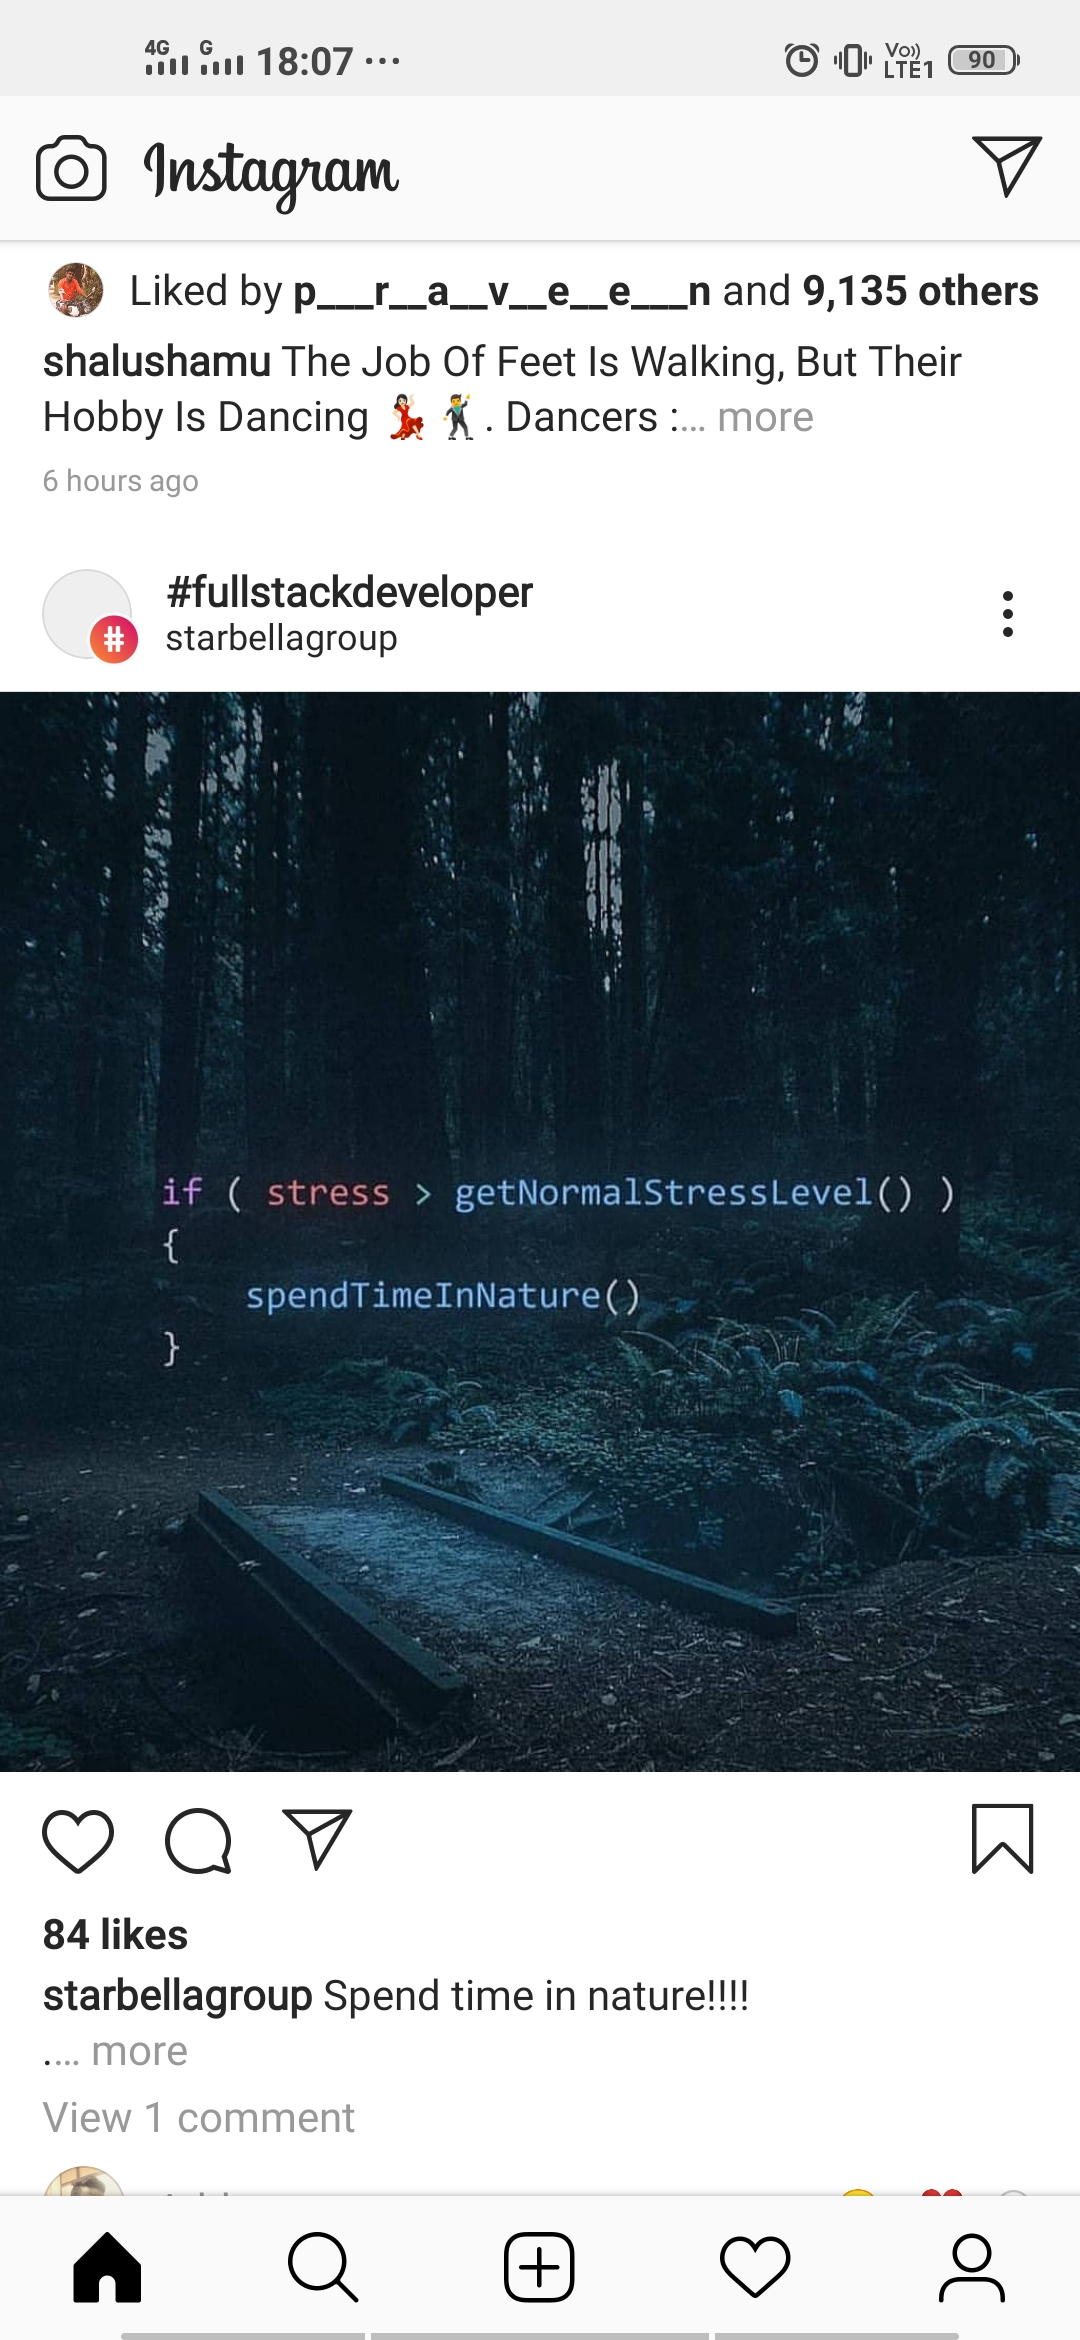 4G G 18:07 ...
Vo)) LTE1 90
Instagram
Liked by p___r__a__v__e__e___n and 9,135 others
shalushamu The Job Of Feet Is Walking, But Their
Hobby Is Dancing 💃 🕺 . Dancers :... more
6 hours ago
#fullstackdeveloper
starbellagroup
if ( stress > getNormalStressLevel() )
{
spendTimeInNature()
}
84 likes
starbellagroup Spend time in nature!!!!
.... more
View 1 comment